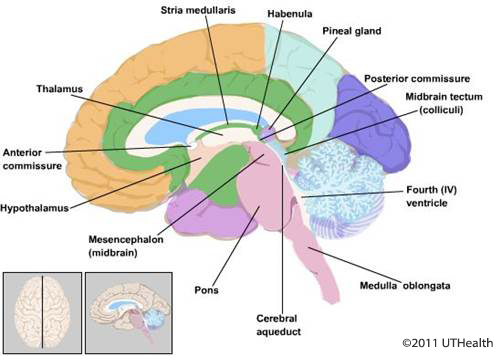 Stria medullaris
Habenula
Pineal gland
Posterior commissure
Thalamus
Midbrain tectum
(colliculi)
Anterior
commissure
Fourth (IV)
ventricle
Hypothalamus
Mesencephalon
(midbrain)
Pons
Medulla oblongata
Cerebral
aqueduct
©2011 UTHealth